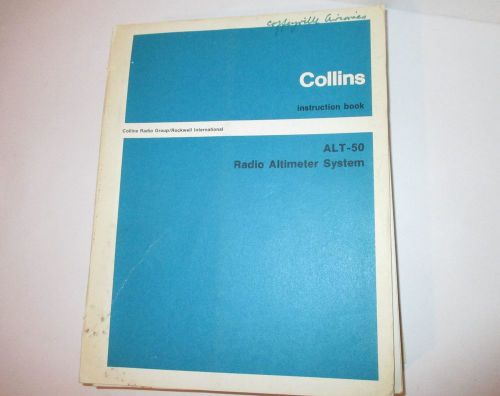 Collins
instruction book
Collins Radio Group/Rockwell International
ALT-50
Radio Altimeter System